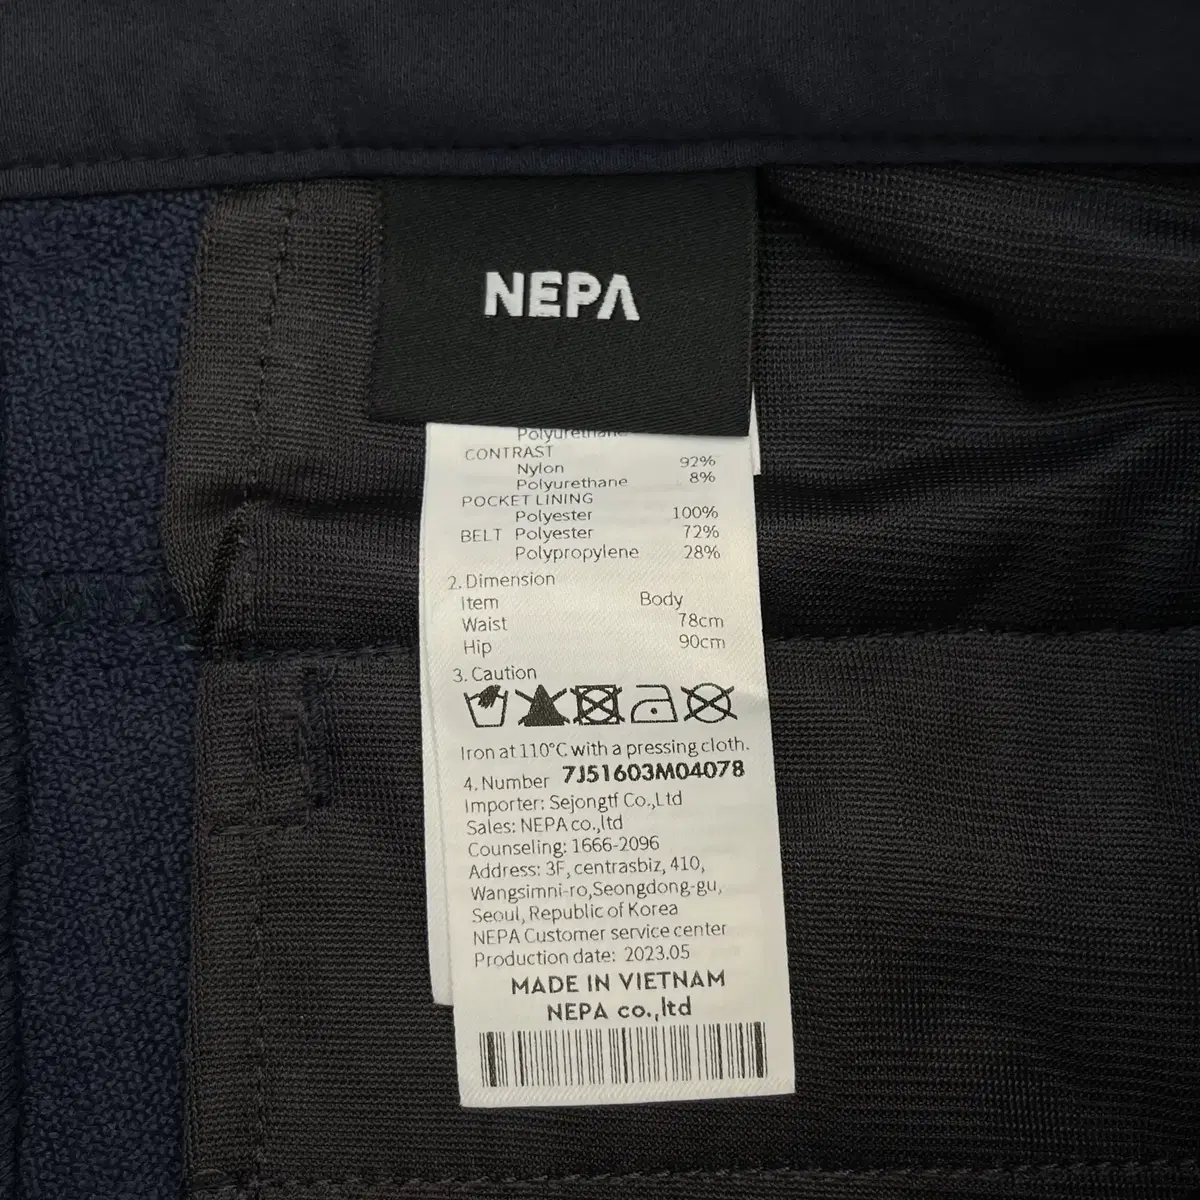 NEPA
Polyurethane
CONTRAST
Nylon 92%
Polyurethane 8%
POCKET LINING
Polyester 100%
BELT Polyester 72%
Polypropylene 28%
2. Dimension
Item Body
Waist 78cm
Hip 90cm
3. Caution
Iron at 110°C with a pressing cloth.
4. Number 7J51603M04078
Importer: Sejongtf Co.,Ltd
Sales: NEPA co.,ltd
Counseling: 1666-2096
Address: 3F, centrasbiz, 410,
Wangsimni-ro,Seongdong-gu,
Seoul, Republic of Korea
NEPA Customer service center
Production date: 2023.05
MADE IN VIETNAM
NEPA co.,ltd